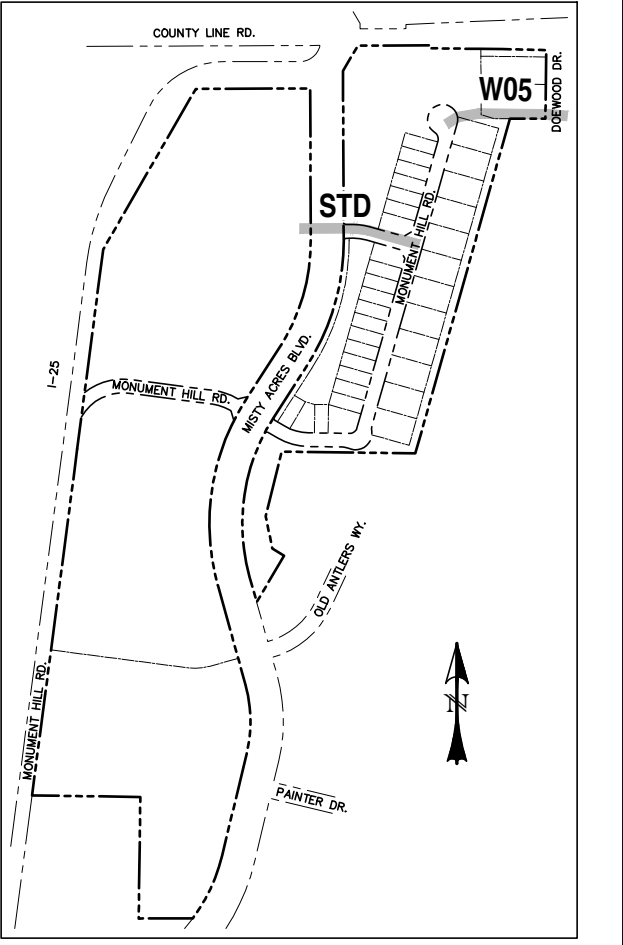 COUNTY LINE RD.
W05
DOEWOOD DR.
STD
MONUMENT HILL RD.
I-25
MISTY ACRES BLVD.
MONUMENT HILL RD.
OLD ANTLERS WY.
MONUMENT HILL RD.
N
PAINTER DR.